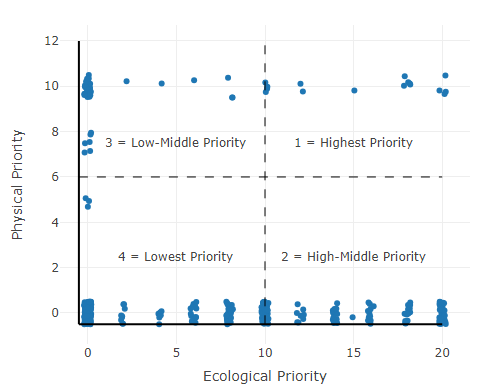 12
10
8
6
4
2
0
Physical Priority
3 = Low-Middle Priority
1 = Highest Priority
4 = Lowest Priority
2 = High-Middle Priority
0
5
10
15
20
Ecological Priority